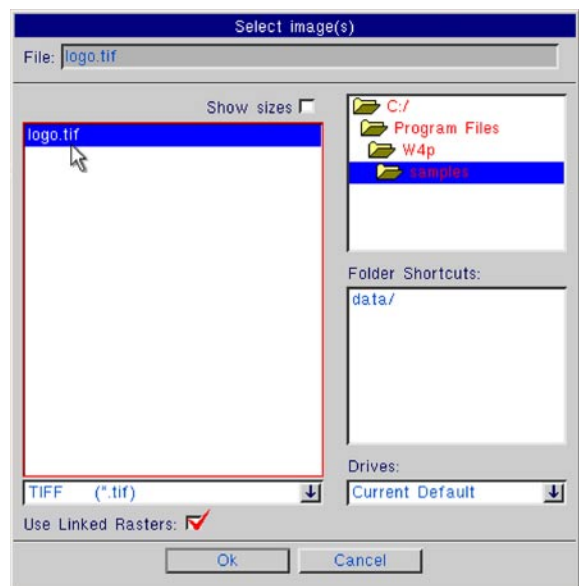 Select image(s)
File: logo.tif
Show sizes
logo.tif
C:/
Program Files
W4p
samples
Folder Shortcuts:
data/
Drives:
TIFF (*.tif)
Current Default
Use Linked Rasters:
Ok
Cancel